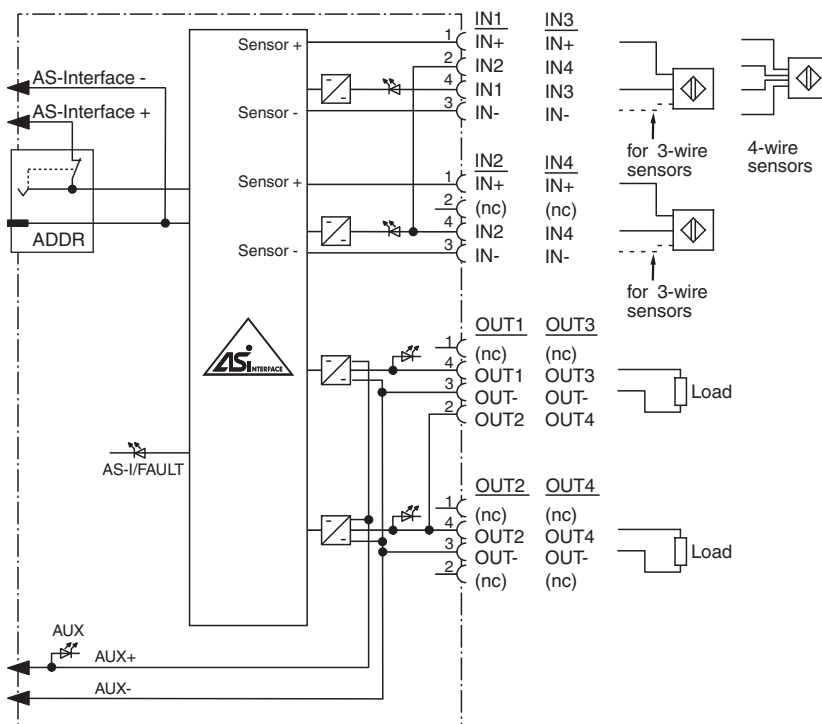 IN1 IN3
Sensor + 1 IN+ IN+
2 IN2 IN4
4 IN1 IN3
Sensor - 3 IN- IN-
AS-Interface -
AS-Interface +
ADDR
for 3-wire
sensors
4-wire
sensors
IN2 IN4
Sensor + 1 IN+ IN+
2 (nc) (nc)
4 IN2 IN4
Sensor - 3 IN- IN-
for 3-wire
sensors
ASi INTERFACE
OUT1 OUT3
1 (nc) (nc)
4 OUT1 OUT3
3 OUT- OUT-
2 OUT2 OUT4
Load
AS-I/FAULT
OUT2 OUT4
1 (nc) (nc)
4 OUT2 OUT4
3 OUT- OUT-
2 (nc) (nc)
Load
AUX
AUX+
AUX-